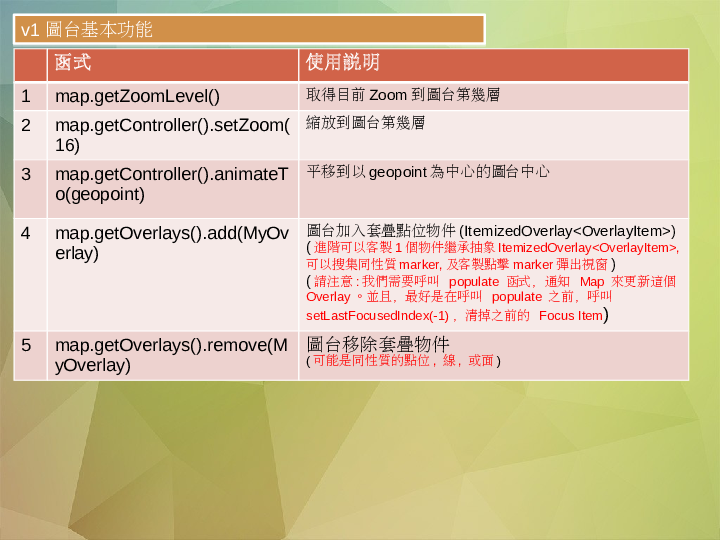 v1 圖台基本功能
函式 使用說明
1 map.getZoomLevel() 取得目前 Zoom 到圖台第幾層
2 map.getController().setZoom( 縮放到圖台第幾層
16)
3 map.getController().animateT 平移到以 geopoint 為中心的圖台中心
o(geopoint)
4 map.getOverlays().add(MyOv 圖台加入套疊點位物件 (ItemizedOverlay<OverlayItem>)
erlay) ( 進階可以客製 1 個物件繼承抽象 ItemizedOverlay<OverlayItem>,
可以搜集同性質 marker, 及客製點擊 marker 彈出視窗 )
( 請注意 : 我們需要呼叫 populate 函式，通知 Map 來更新這個
Overlay 。並且，最好是在呼叫 populate 之前，呼叫
setLastFocusedIndex(-1) ，清掉之前的 Focus Item)
5 map.getOverlays().remove(M 圖台移除套疊物件
yOverlay) ( 可能是同性質的點位 , 線 , 或面 )